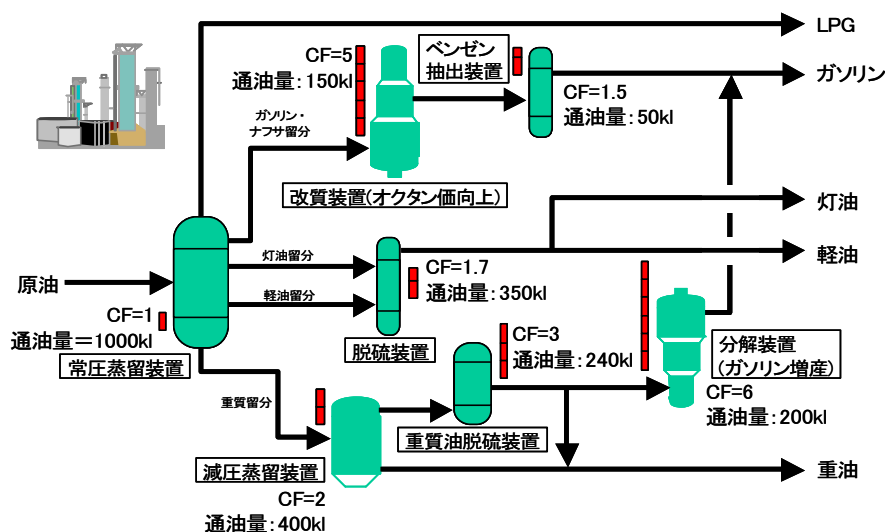 LPG
CF=5
通油量:150kl
ベンゼン
抽出装置
ガソリン
CF=1.5
通油量:50kl
ガソリン・
ナフサ留分
改質装置(オクタン価向上)
灯油
灯油留分
軽油
原油
CF=1.7
通油量:350kl
軽油留分
CF=1
通油量=1000kl
脱硫装置
CF=3
通油量:240kl
分解装置
(ガソリン増産)
常圧蒸留装置
CF=6
通油量:200kl
重質留分
重質油脱硫装置
減圧蒸留装置
重油
CF=2
通油量:400kl